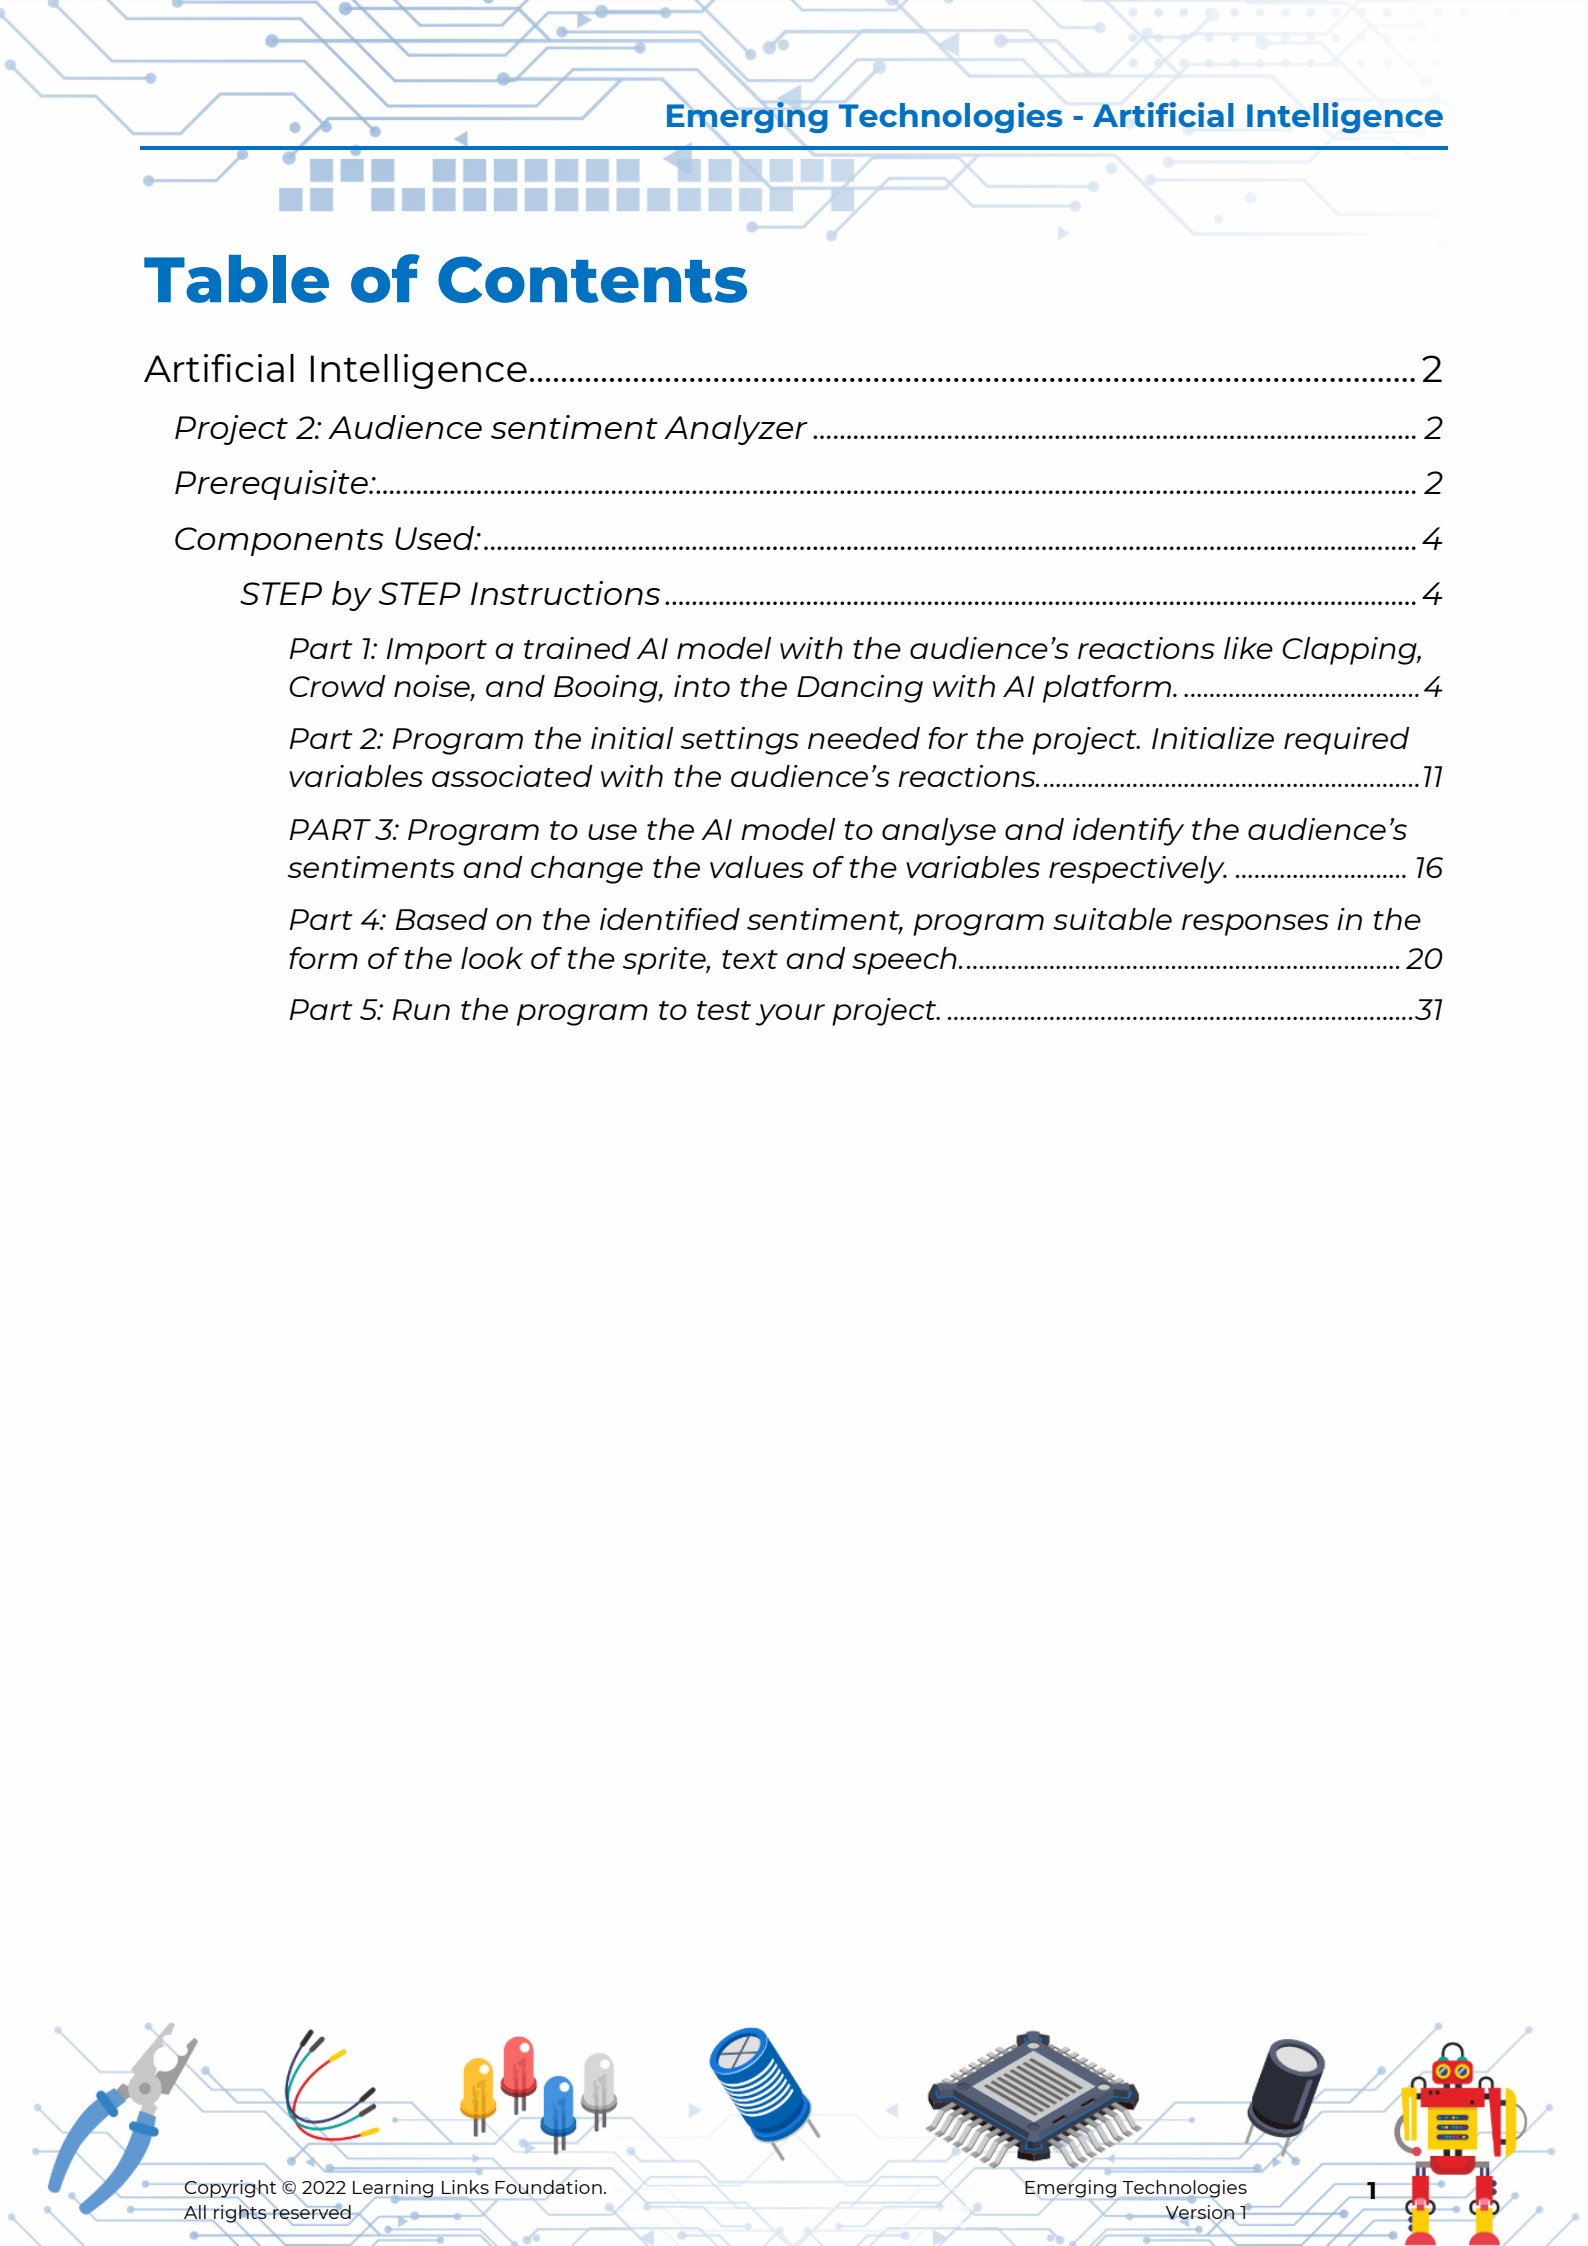 Emerging Technologies - Artificial Intelligence
Table of Contents
Artificial Intelligence................................................................................................................ 2
Project 2: Audience sentiment Analyzer ........................................................................................... 2
Prerequisite:............................................................................................................................................................ 2
Components Used:............................................................................................................................................ 4
STEP by STEP Instructions.................................................................................................................. 4
Part 1: Import a trained AI model with the audience’s reactions like Clapping,
Crowd noise, and Booing, into the Dancing with AI platform. ........................................4
Part 2: Program the initial settings needed for the project. Initialize required
variables associated with the audience’s reactions................................................................11
PART 3: Program to use the AI model to analyse and identify the audience’s
sentiments and change the values of the variables respectively. ............................. 16
Part 4: Based on the identified sentiment, program suitable responses in the
form of the look of the sprite, text and speech.......................................................................... 20
Part 5: Run the program to test your project. ...............................................................................31
Copyright © 2022 Learning Links Foundation.
All rights reserved
Emerging Technologies
Version 1
1